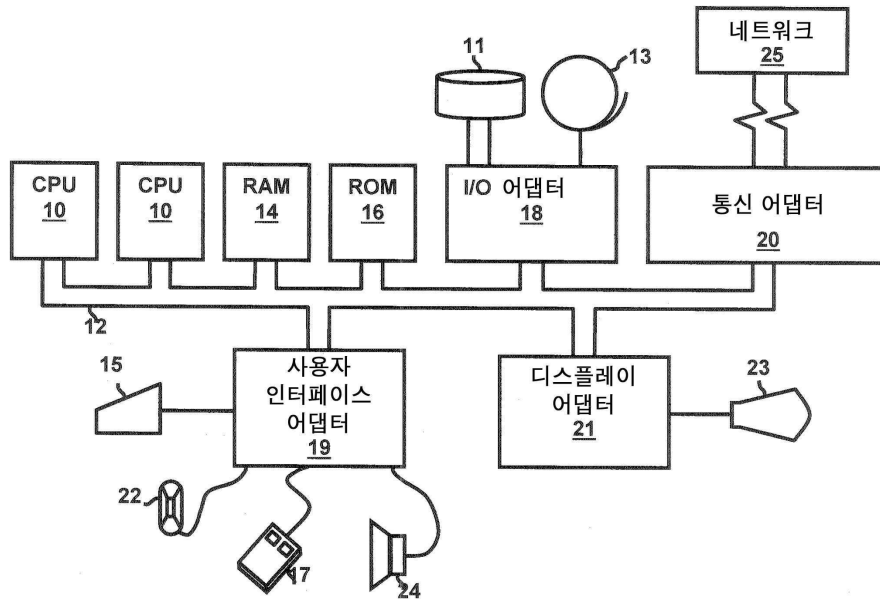 네트워크
25
11
13
CPU
10
CPU
10
RAM
14
ROM
16
I/O 어댑터
18
통신 어댑터
20
12
15
사용자
인터페이스
어댑터
19
디스플레이
어댑터
21
23
22
17
24